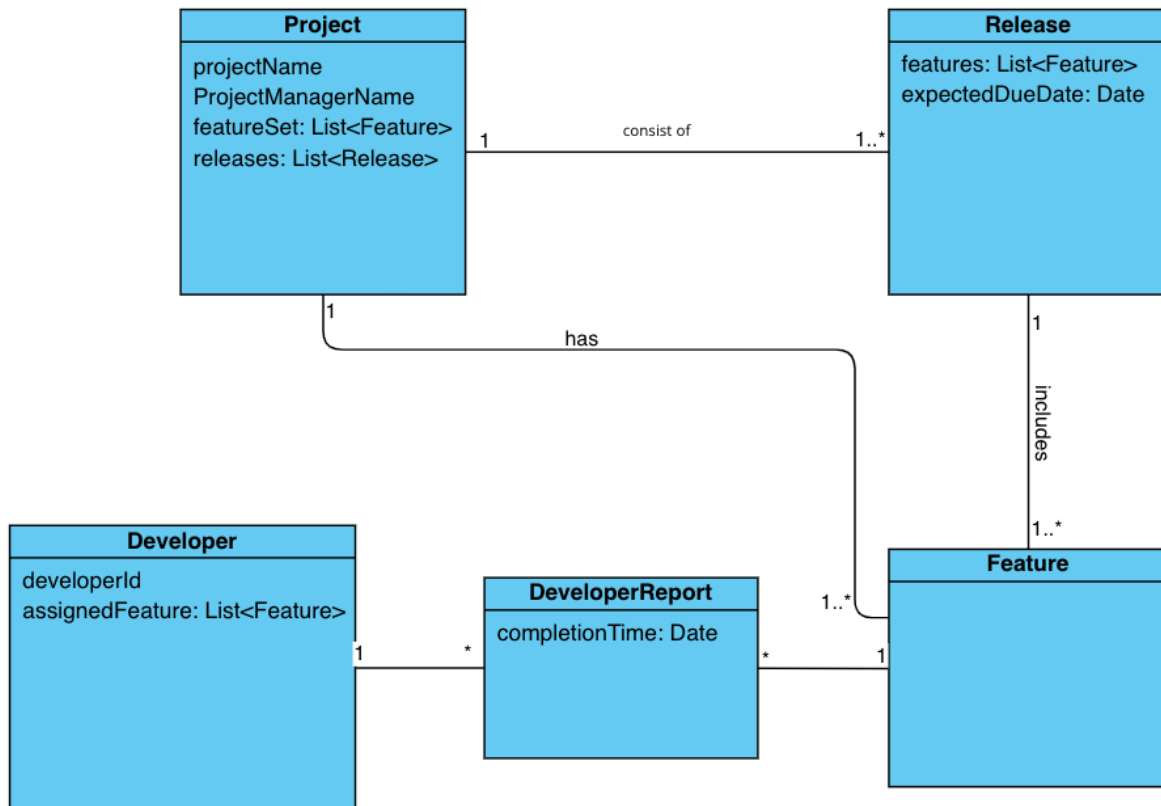 Project
projectName
ProjectManagerName
featureSet: List<Feature>
releases: List<Release>
Release
features: List<Feature>
expectedDueDate: Date
1
consist of
1..*
1
has
1..*
1
includes
1..*
Developer
developerId
assignedFeature: List<Feature>
DeveloperReport
completionTime: Date
Feature
1
*
*
1